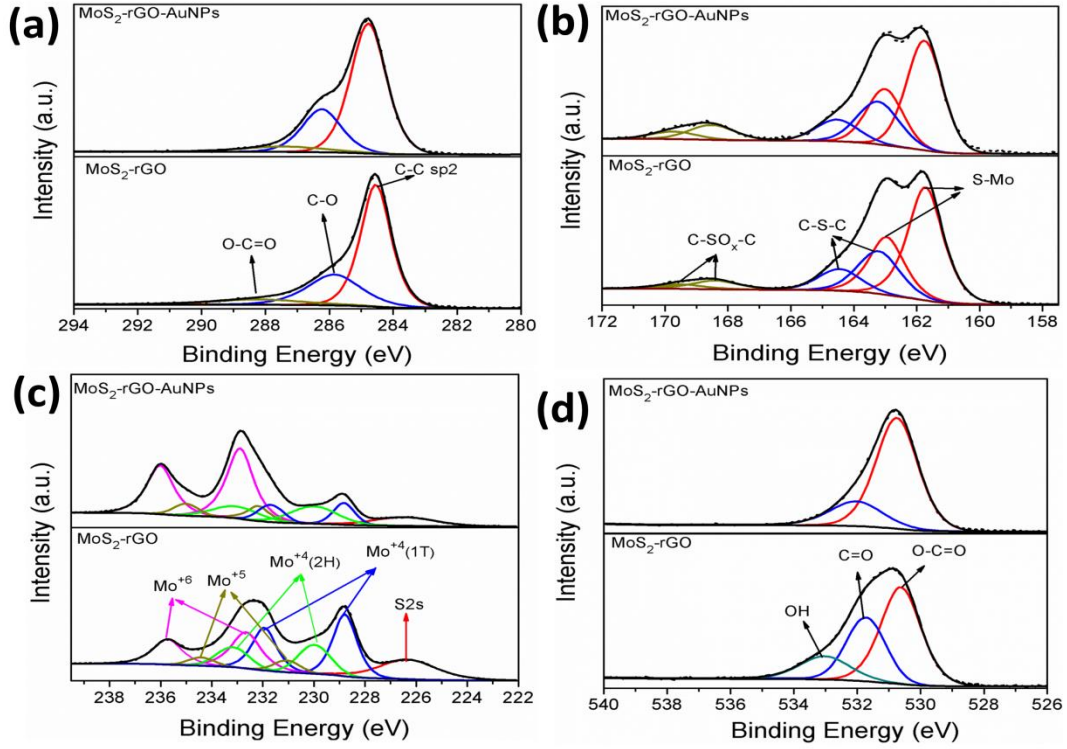 (a)
MoS2-rGO-AuNPs
MoS2-rGO
C-C sp2
C-O
O-C=O
Intensity (a.u.)
294 292 290 288 286 284 282 280
Binding Energy (eV)
(b)
MoS2-rGO-AuNPs
MoS2-rGO
S-Mo
C-S-C
C-SOx-C
Intensity (a.u.)
172 170 168 166 164 162 160 158
Binding Energy (eV)
(c)
MoS2-rGO-AuNPs
MoS2-rGO
Mo+6
Mo+5
Mo+4(2H)
Mo+4(1T)
S2s
Intensity (a.u.)
238 236 234 232 230 228 226 224 222
Binding Energy (eV)
(d)
MoS2-rGO-AuNPs
MoS2-rGO
C=O
O-C=O
OH
Intensity (a.u.)
540 538 536 534 532 530 528 526
Binding Energy (eV)